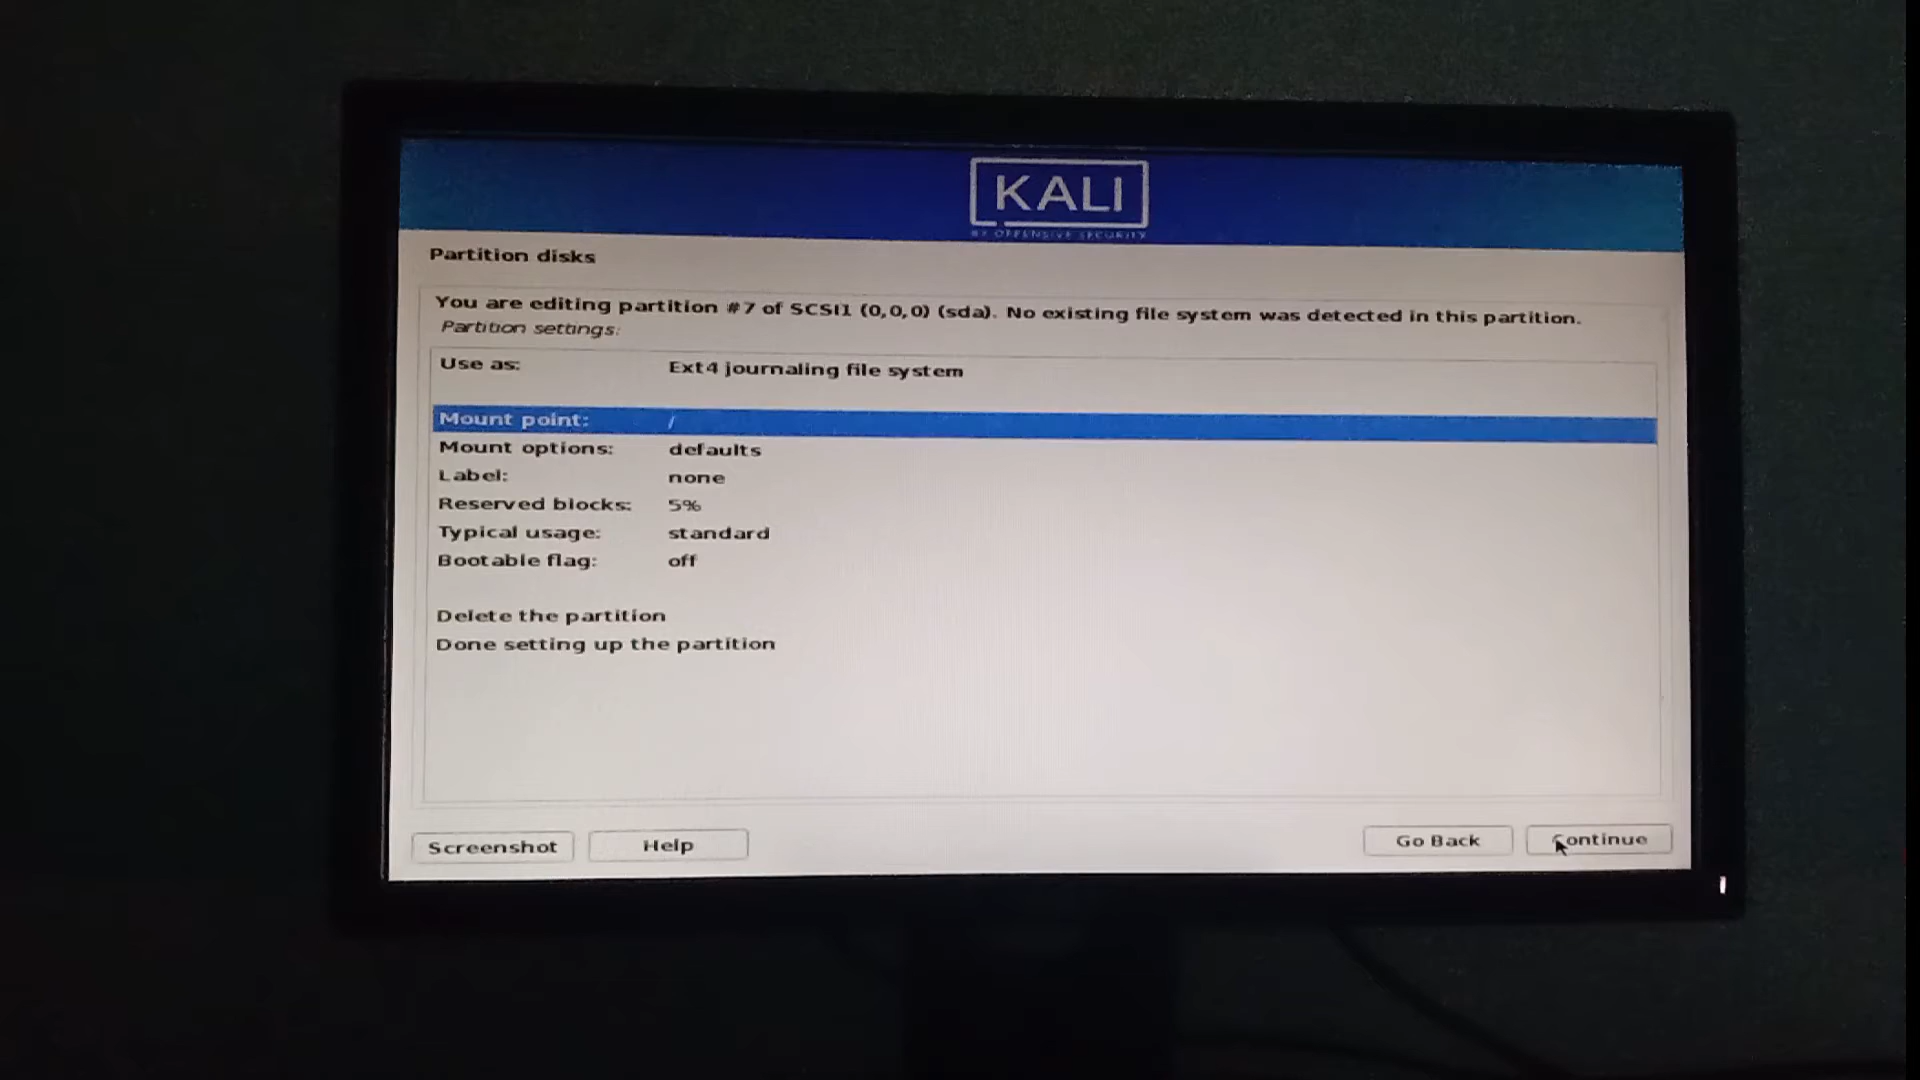 KALI
BY OFFENSIVE SECURITY
Partition disks
You are editing partition #7 of SCSI1 (0,0,0) (sda). No existing file system was detected in this partition.
Partition settings:
Use as: Ext4 journaling file system
Mount point: /
Mount options: defaults
Label: none
Reserved blocks: 5%
Typical usage: standard
Bootable flag: off
Delete the partition
Done setting up the partition
Screenshot Help Go Back Continue